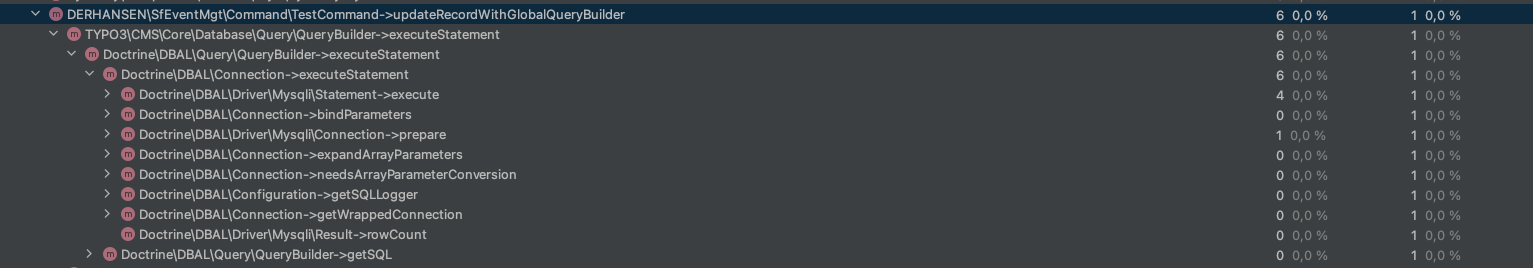 DERHANSEN\SfEventMgt\Command\TestCommand->updateRecordWithGlobalQueryBuilder 6 0,0 % 1 0,0 %
TYPO3\CMS\Core\Database\Query\QueryBuilder->executeStatement 6 0,0 % 1 0,0 %
Doctrine\DBAL\Query\QueryBuilder->executeStatement 6 0,0 % 1 0,0 %
Doctrine\DBAL\Connection->executeStatement 6 0,0 % 1 0,0 %
Doctrine\DBAL\Driver\Mysqli\Statement->execute 4 0,0 % 1 0,0 %
Doctrine\DBAL\Connection->bindParameters 0 0,0 % 1 0,0 %
Doctrine\DBAL\Driver\Mysqli\Connection->prepare 1 0,0 % 1 0,0 %
Doctrine\DBAL\Connection->expandArrayParameters 0 0,0 % 1 0,0 %
Doctrine\DBAL\Connection->needsArrayParameterConversion 0 0,0 % 1 0,0 %
Doctrine\DBAL\Configuration->getSQLLogger 0 0,0 % 1 0,0 %
Doctrine\DBAL\Connection->getWrappedConnection 0 0,0 % 1 0,0 %
Doctrine\DBAL\Driver\Mysqli\Result->rowCount 0 0,0 % 1 0,0 %
Doctrine\DBAL\Query\QueryBuilder->getSQL 0 0,0 % 1 0,0 %